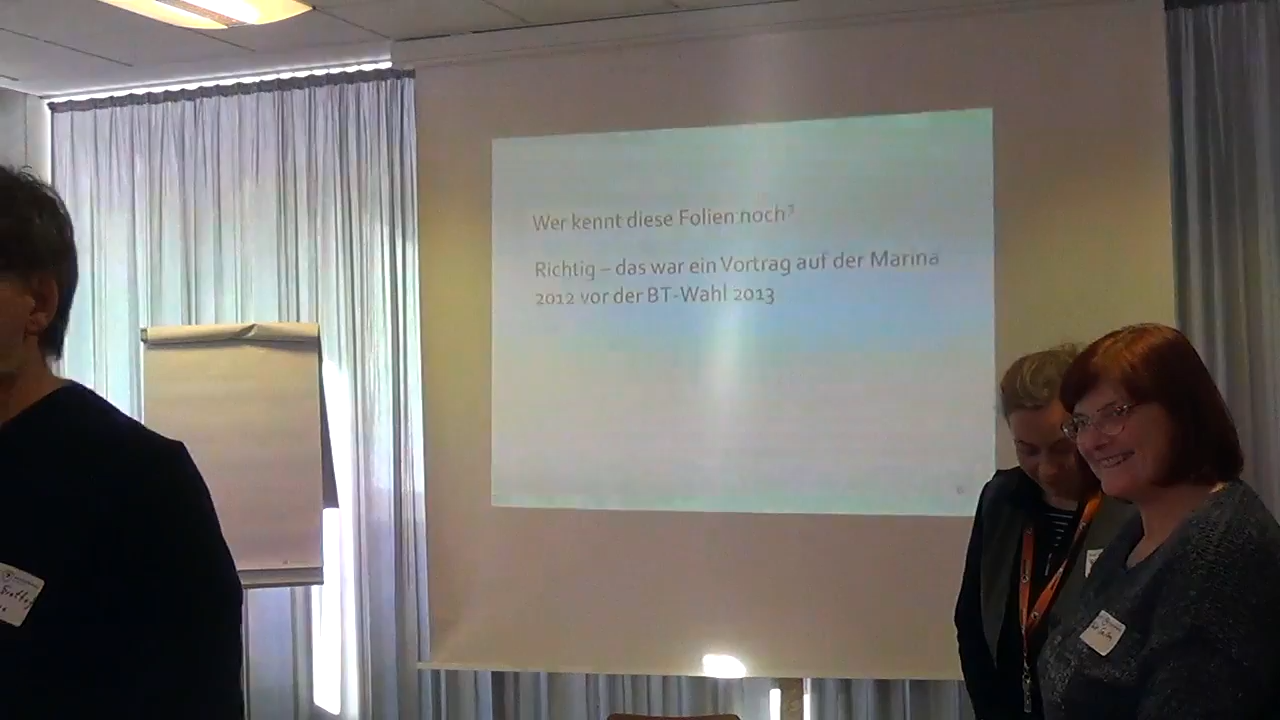 Wer kennt diese Folien noch?
Richtig – das war ein Vortrag auf der Marina
2012 vor der BT-Wahl 2013